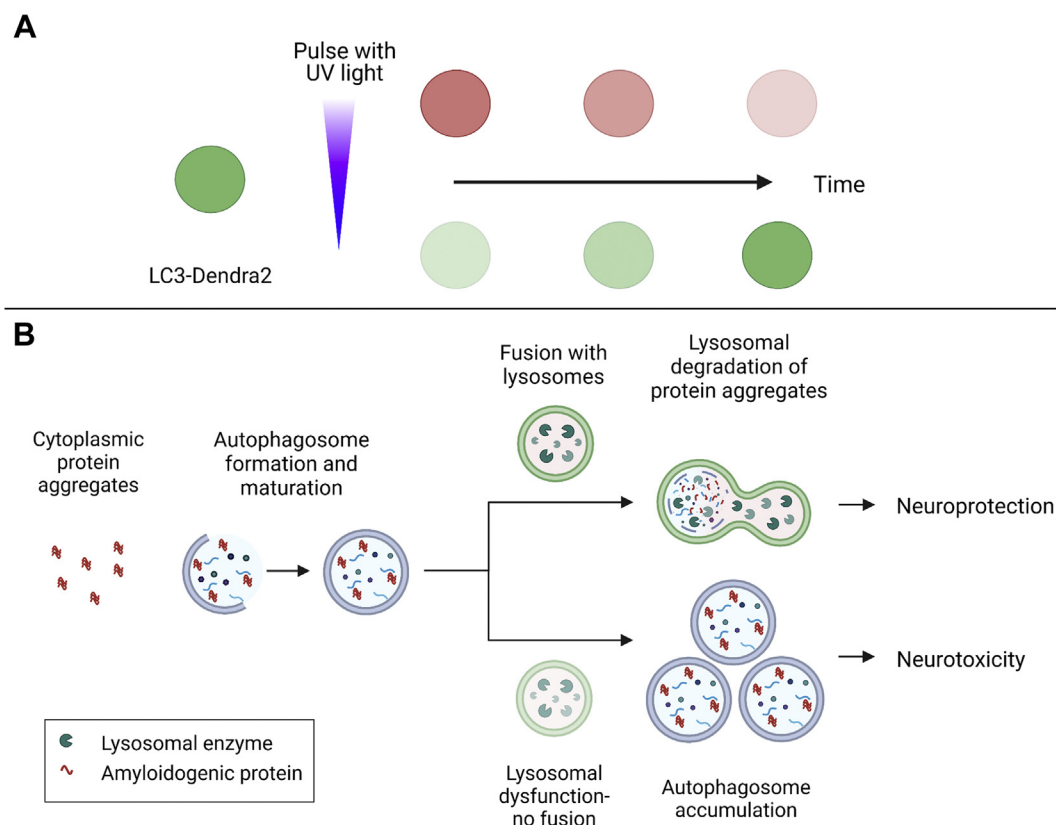 A
Pulse with
UV light
Time
LC3-Dendra2
B
Fusion with
lysosomes
Lysosomal
degradation of
protein aggregates
Cytoplasmic
protein
aggregates
Autophagosome
formation and
maturation
Neuroprotection
Neurotoxicity
Lysosomal enzyme
Amyloidogenic protein
Lysosomal
dysfunction-
no fusion
Autophagosome
accumulation